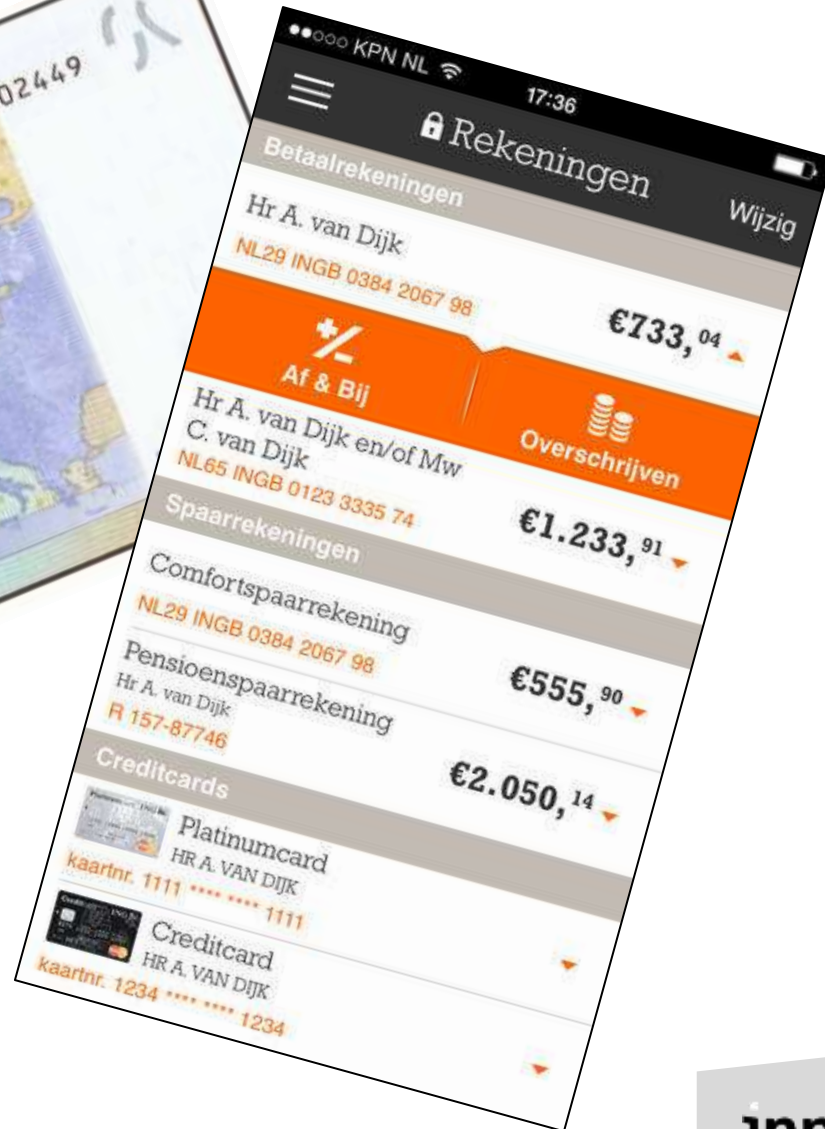 02449
KPN NL
17:36
Rekeningen
Wijzig
Betaalrekeningen
Hr A. van Dijk
NL29 INGB 0384 2067 98
€733,04
Af & Bij
Overschrijven
Hr A. van Dijk en/of Mw
C. van Dijk
NL65 INGB 0123 3335 74
€1.233,91
Spaarrekeningen
Comfortspaarrekening
NL29 INGB 0384 2067 98
€555,90
Pensioenspaarrekening
Hr A. van Dijk
R 157-87746
€2.050,14
Creditcards
Platinumcard
HR A. VAN DIJK
kaartnr. 1111 **** **** 1111
Creditcard
HR A. VAN DIJK
kaartnr. 1234 **** **** 1234